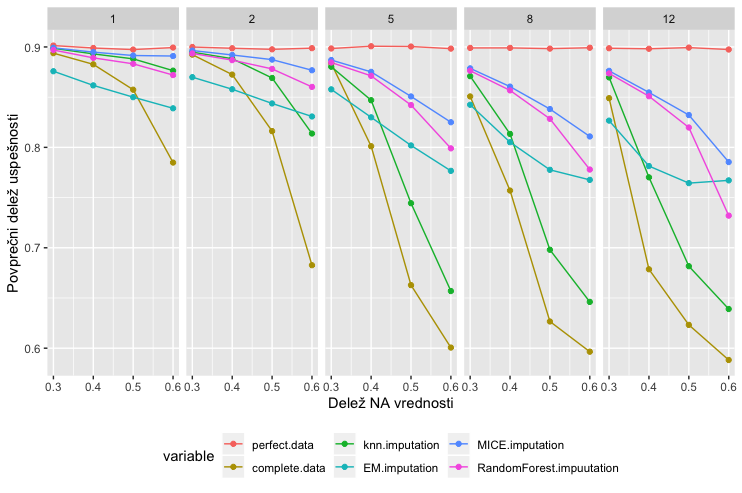 1 2 5 8 12
0.9
0.8
0.7
0.6
Povprečni delež uspešnosti
0.3 0.4 0.5 0.6 0.3 0.4 0.5 0.6 0.3 0.4 0.5 0.6 0.3 0.4 0.5 0.6 0.3 0.4 0.5 0.6
Delež NA vrednosti
variable
perfect.data knn.imputation MICE.imputation
complete.data EM.imputation RandomForest.impuutation